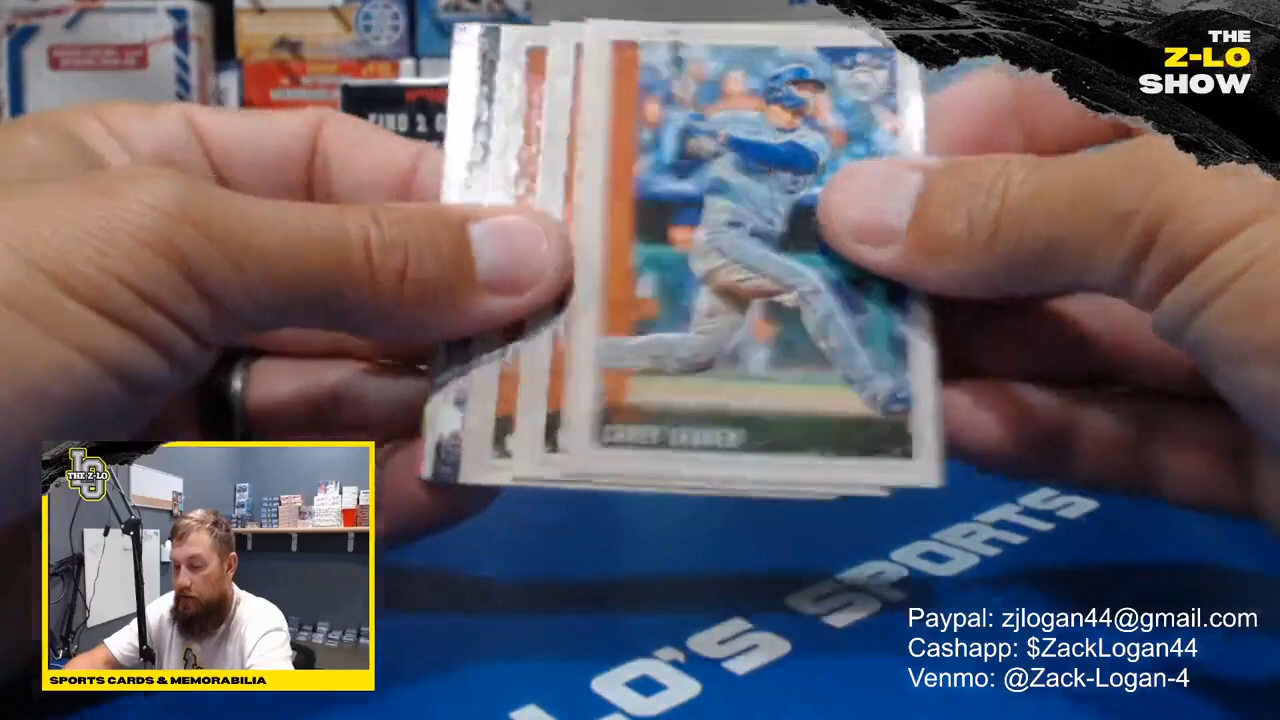 THE
Z-LO
SHOW
FIND 2
LO'S SPORTS
THE Z-LO
SPORTS CARDS & MEMORABILIA
Paypal: zjlogan44@gmail.com
Cashapp: $ZackLogan44
Venmo: @Zack-Logan-4